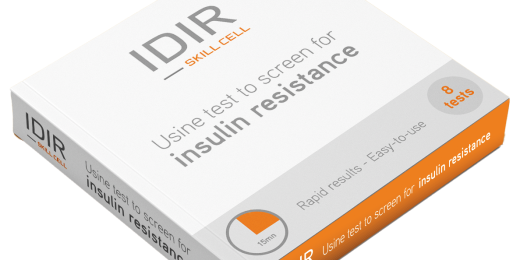 IDIR
SKILL CELL
Usine test to screen for
insulin resistance
8
tests
Rapid results - Easy-to-use
15mn
IDIR
SKILL CELL
Usine test to screen for
insulin resistance
Usine test to screen for insulin resistance